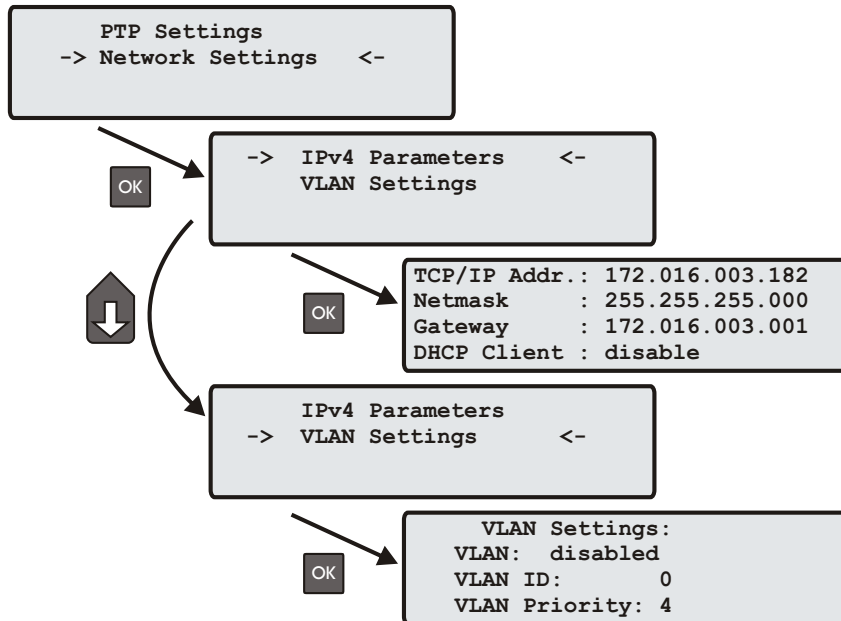 PTP Settings
-> Network Settings <-
OK
-> IPv4 Parameters <-
VLAN Settings
OK
TCP/IP Addr.: 172.016.003.182
Netmask : 255.255.255.000
Gateway : 172.016.003.001
DHCP Client : disable
IPv4 Parameters
-> VLAN Settings <-
OK
VLAN Settings:
VLAN: disabled
VLAN ID: 0
VLAN Priority: 4